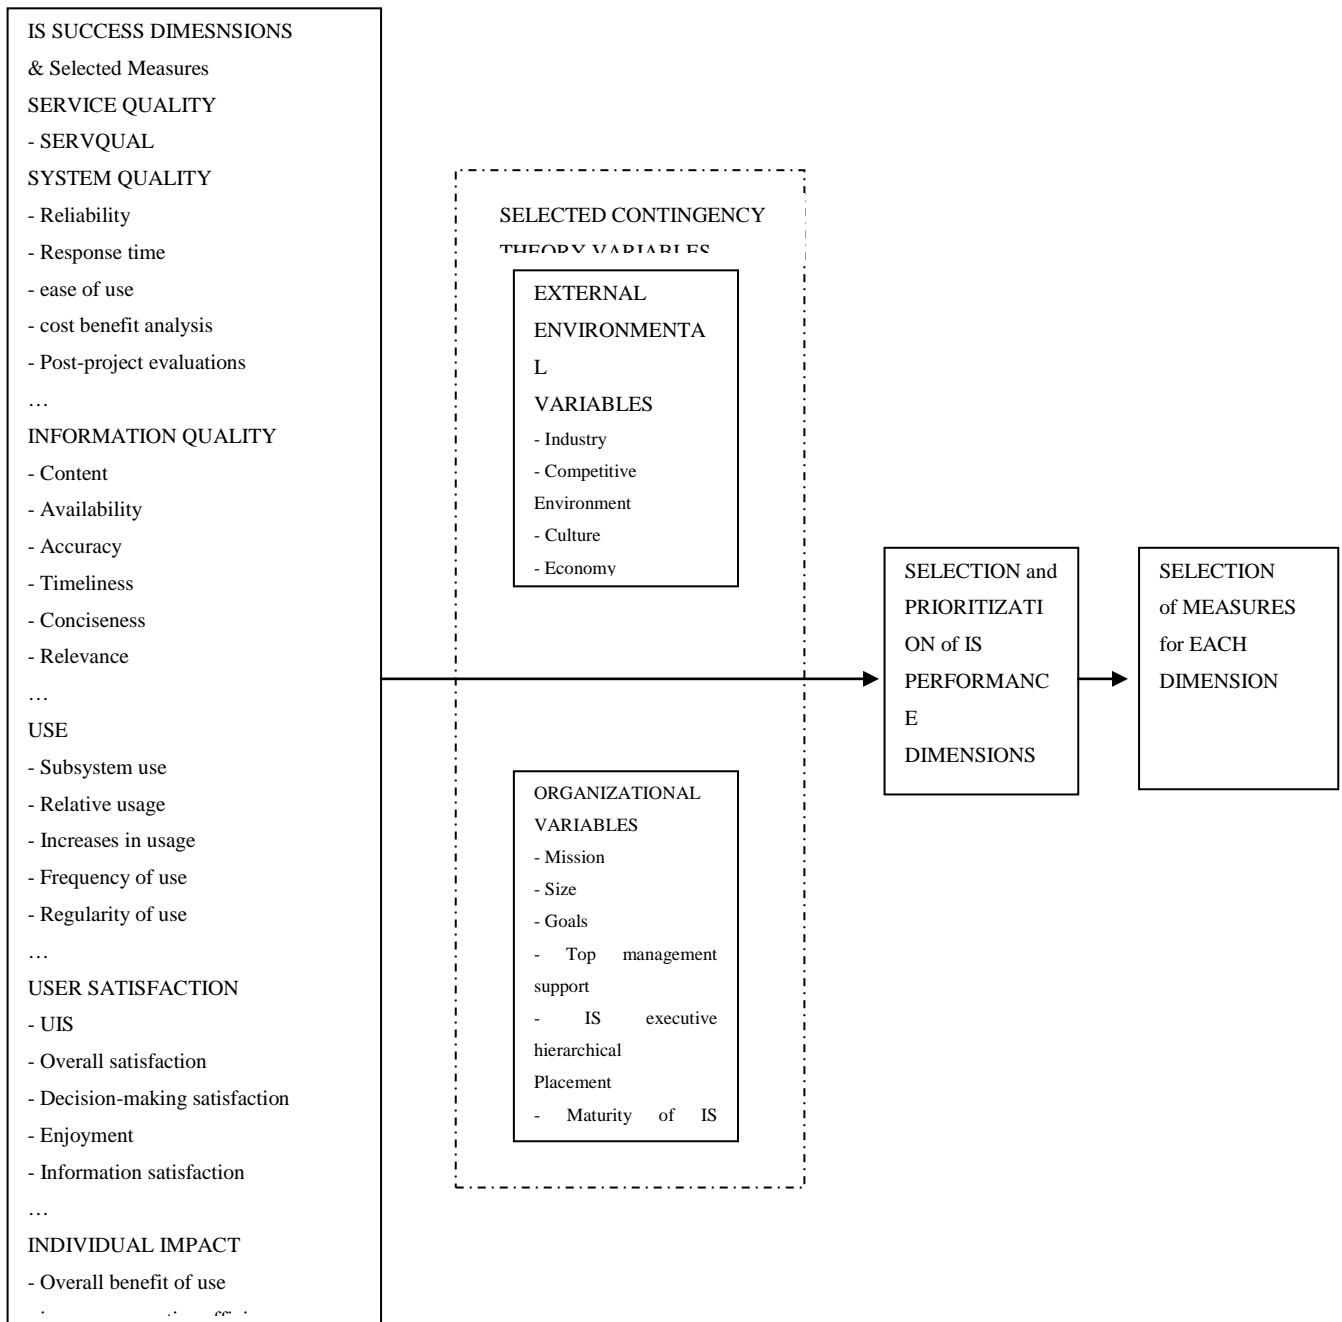 IS SUCCESS DIMESNSIONS
& Selected Measures
SERVICE QUALITY
- SERVQUAL
SYSTEM QUALITY
- Reliability
- Response time
- ease of use
- cost benefit analysis
- Post-project evaluations
…
INFORMATION QUALITY
- Content
- Availability
- Accuracy
- Timeliness
- Conciseness
- Relevance
…
USE
- Subsystem use
- Relative usage
- Increases in usage
- Frequency of use
- Regularity of use
…
USER SATISFACTION
- UIS
- Overall satisfaction
- Decision-making satisfaction
- Enjoyment
- Information satisfaction
…
INDIVIDUAL IMPACT
- Overall benefit of use
SELECTED CONTINGENCY
THEORY VARIABLES
EXTERNAL
ENVIRONMENTA
L
VARIABLES
- Industry
- Competitive
Environment
- Culture
- Economy
ORGANIZATIONAL
VARIABLES
- Mission
- Size
- Goals
- Top management
support
- IS executive
hierarchical
Placement
- Maturity of IS
SELECTION and
PRIORITIZATI
ON of IS
PERFORMANC
E
DIMENSIONS
SELECTION
of MEASURES
for EACH
DIMENSION